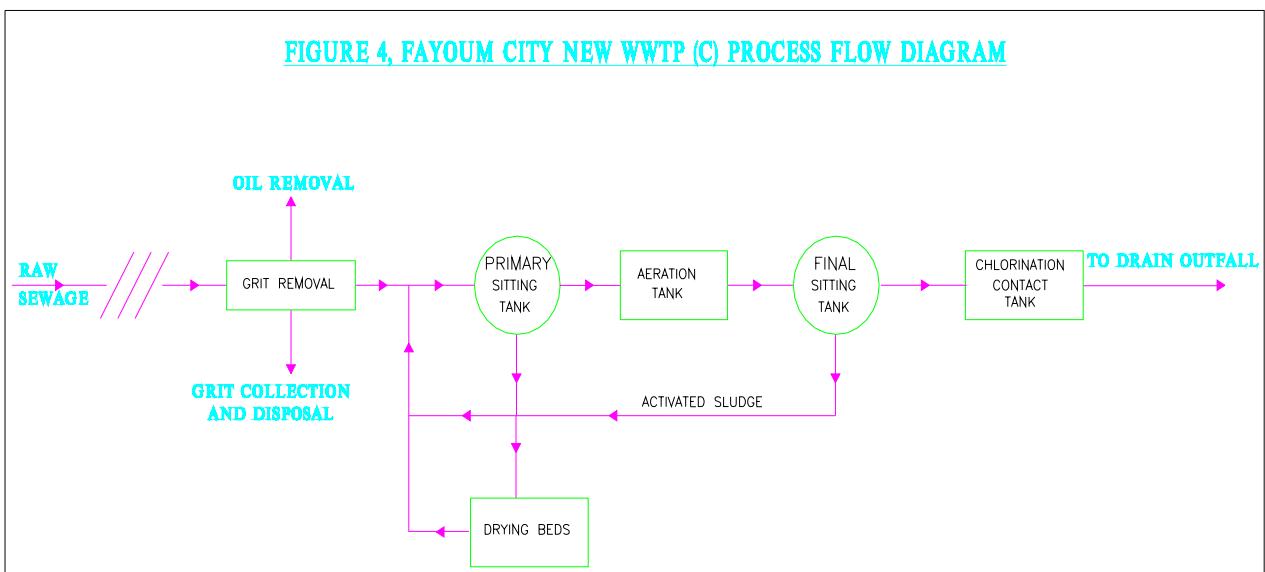 FIGURE 4, FAYOUM CITY NEW WWTP (C) PROCESS FLOW DIAGRAM
OIL REMOVAL
RAW
SEWAGE
GRIT REMOVAL
GRIT COLLECTION
AND DISPOSAL
PRIMARY
SITTING
TANK
AERATION
TANK
FINAL
SITTING
TANK
CHLORINATION
CONTACT
TANK
TO DRAIN OUTFALL
ACTIVATED SLUDGE
DRYING BEDS